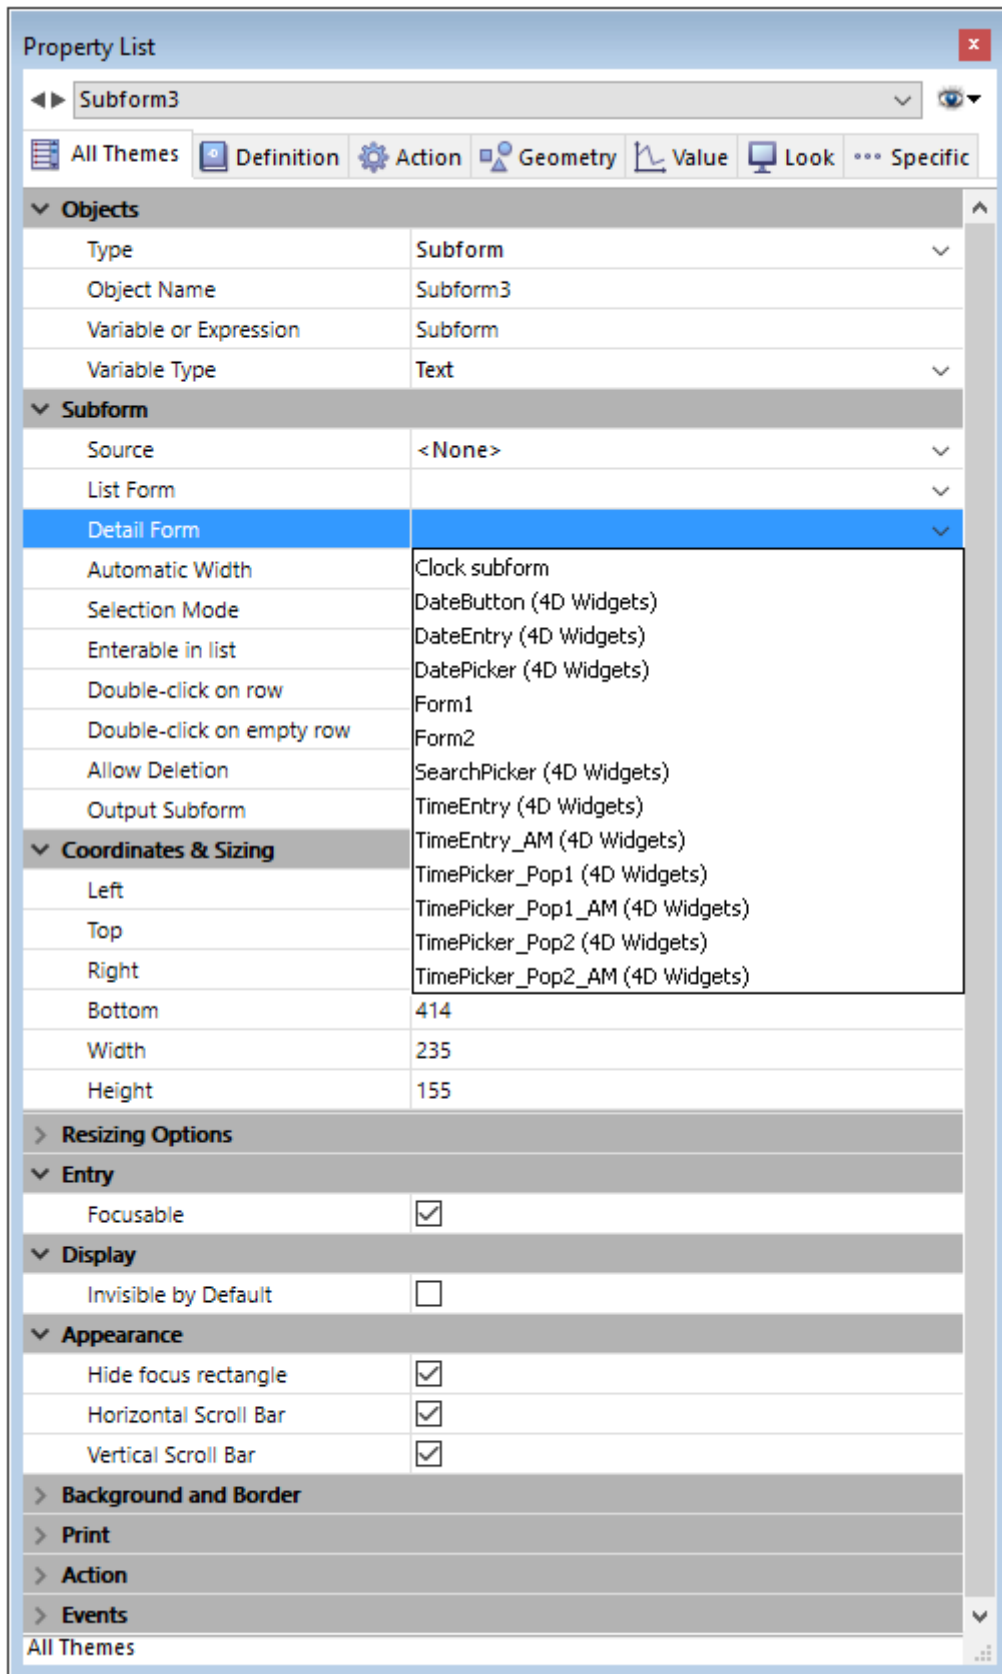 Property List
x
Subform3
All Themes Definition Action Geometry Value Look Specific
Objects
Type Subform
Object Name Subform3
Variable or Expression Subform
Variable Type Text
Subform
Source <None>
List Form
Detail Form
Automatic Width Clock subform
Selection Mode DateButton (4D Widgets)
Enterable in list DateEntry (4D Widgets)
DatePicker (4D Widgets)
Double-click on row Form1
Double-click on empty row Form2
Allow Deletion SearchPicker (4D Widgets)
Output Subform TimeEntry (4D Widgets)
Coordinates & Sizing TimeEntry_AM (4D Widgets)
Left TimePicker_Pop1 (4D Widgets)
Top TimePicker_Pop1_AM (4D Widgets)
TimePicker_Pop2 (4D Widgets)
Right TimePicker_Pop2_AM (4D Widgets)
Bottom 414
Width 235
Height 155
Resizing Options
Entry
Focusable
Display
Invisible by Default
Appearance
Hide focus rectangle
Horizontal Scroll Bar
Vertical Scroll Bar
Background and Border
Print
Action
Events
All Themes